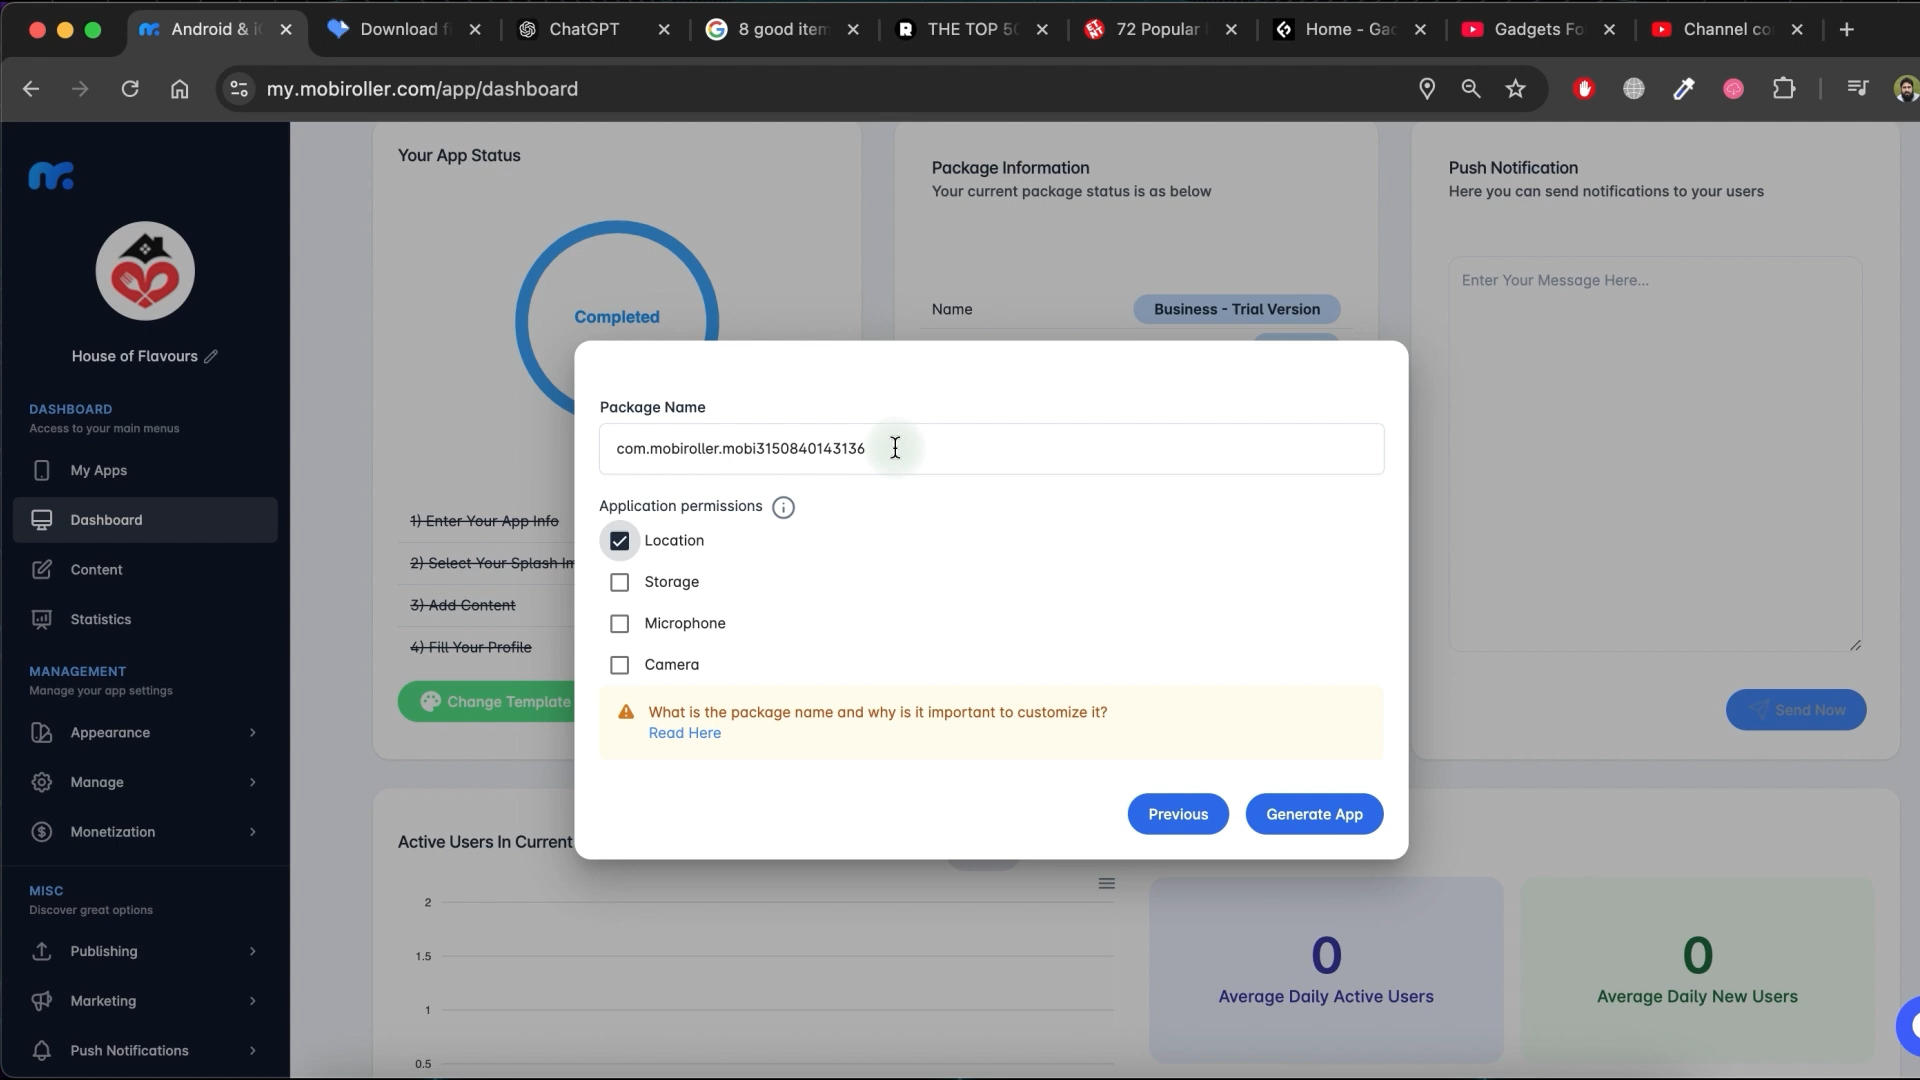 Android & i
Download f
ChatGPT
8 good item
THE TOP 50
72 Popular
Home - Gad
Gadgets Fo
Channel co
my.mobiroller.com/app/dashboard
House of Flavours
DASHBOARD
Access to your main menus
My Apps
Dashboard
Content
Statistics
MANAGEMENT
Manage your app settings
Appearance
Manage
Monetization
MISC
Discover great options
Publishing
Marketing
Push Notifications
Your App Status
Completed
1) Enter Your App Info
2) Select Your Splash Im
3) Add Content
4) Fill Your Profile
Change Template
Package Information
Your current package status is as below
Name
Business - Trial Version
Push Notification
Here you can send notifications to your users
Enter Your Message Here...
Send Now
Package Name
com.mobiroller.mobi3150840143136
Application permissions
Location
Storage
Microphone
Camera
What is the package name and why is it important to customize it?
Read Here
Previous
Generate App
Active Users In Current
2
1.5
1
0.5
0
Average Daily Active Users
0
Average Daily New Users